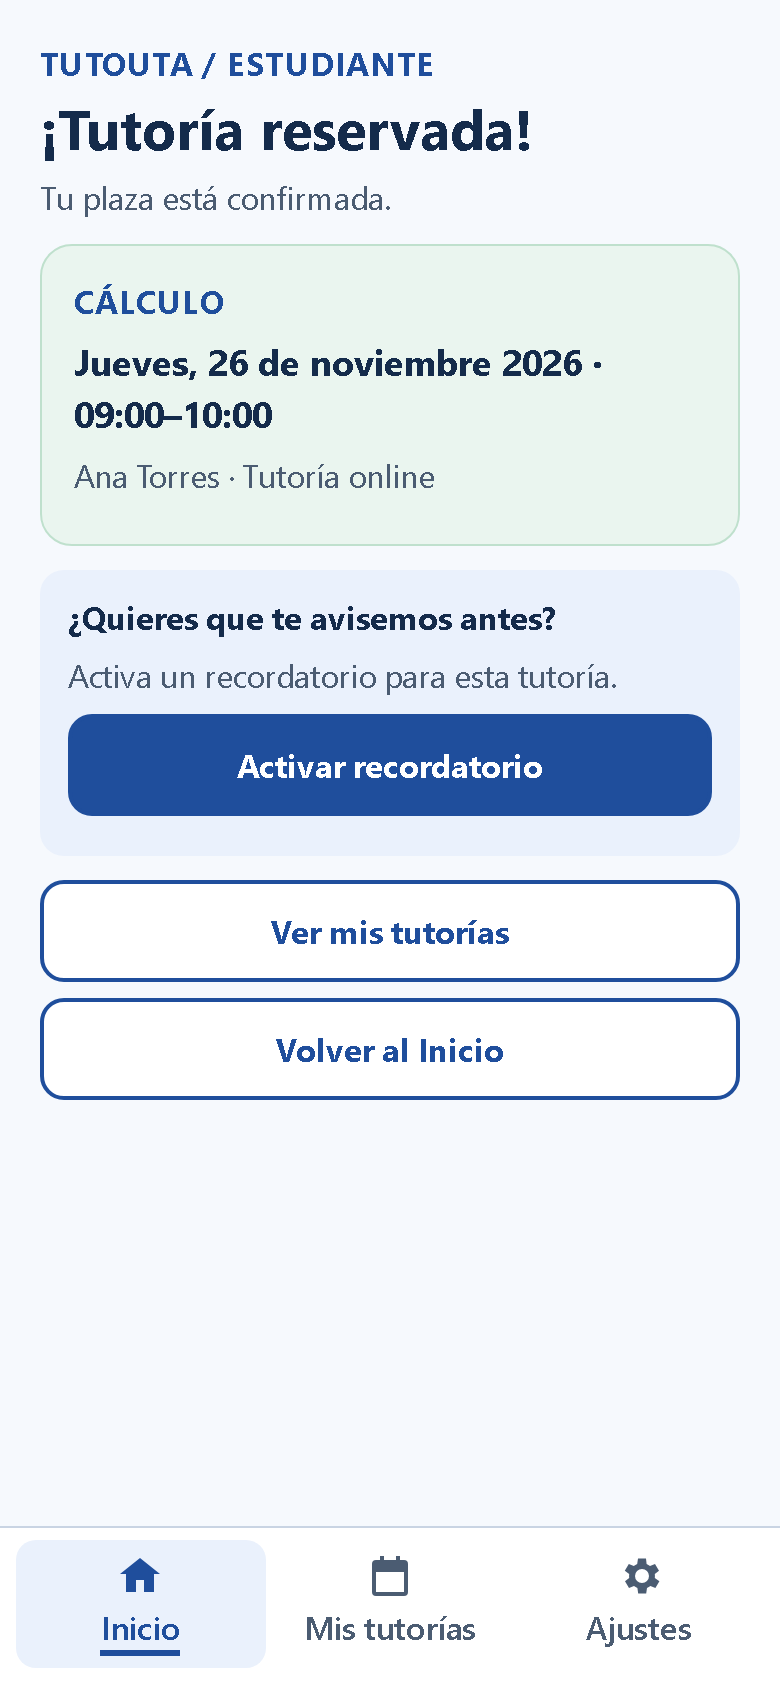 TUTOUTA / ESTUDIANTE
¡Tutoría reservada!
Tu plaza está confirmada.
CÁLCULO
Jueves, 26 de noviembre 2026 ·
09:00–10:00
Ana Torres · Tutoría online
¿Quieres que te avisemos antes?
Activa un recordatorio para esta tutoría.
Activar recordatorio
Ver mis tutorías
Volver al Inicio
Inicio
Mis tutorías
Ajustes